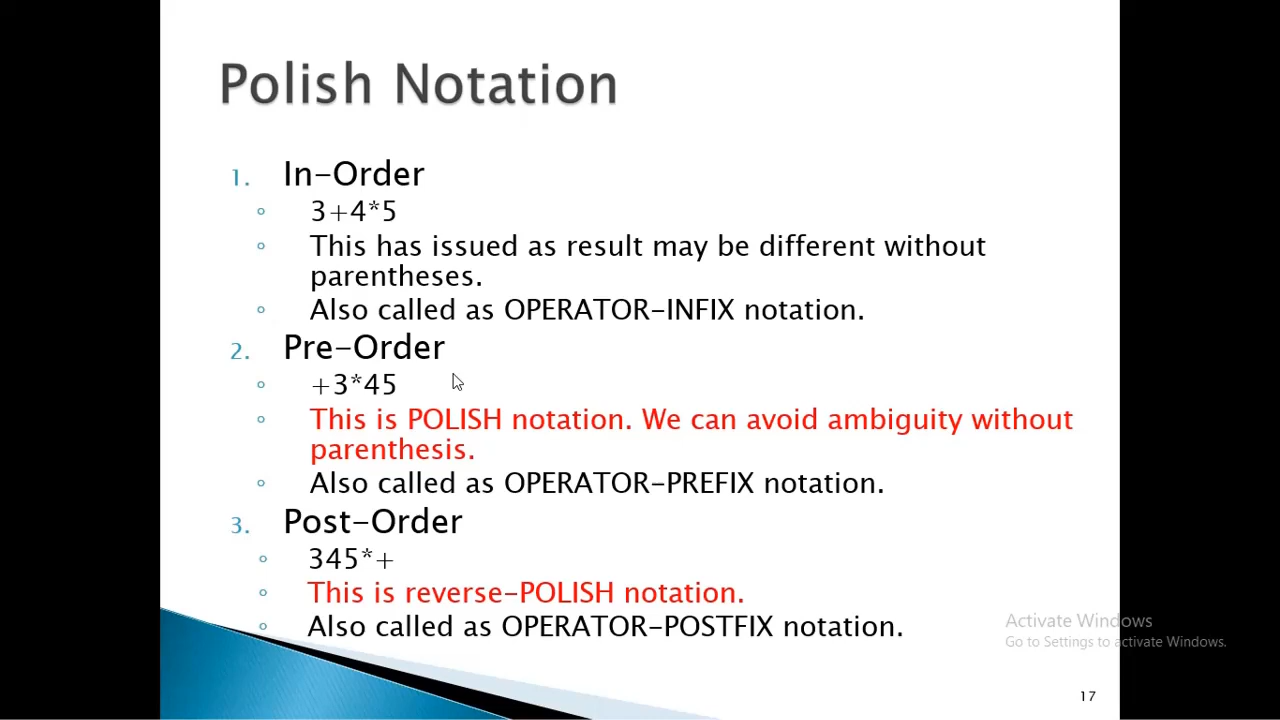 Polish Notation
1. In-Order
◦ 3+4*5
◦ This has issued as result may be different without
parentheses.
◦ Also called as OPERATOR-INFIX notation.
2. Pre-Order
◦ +3*45
◦ This is POLISH notation. We can avoid ambiguity without
parenthesis.
◦ Also called as OPERATOR-PREFIX notation.
3. Post-Order
◦ 345*+
◦ This is reverse-POLISH notation.
◦ Also called as OPERATOR-POSTFIX notation.
Activate Windows
Go to Settings to activate Windows.
17